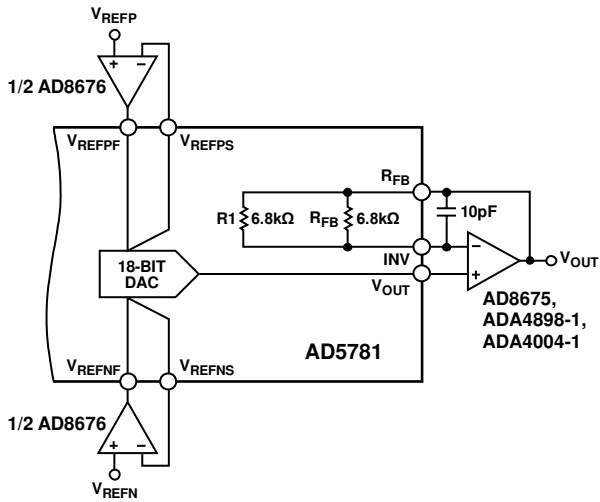 VREFP
+ −
1/2 AD8676
VREFPF
VREFPS
RFB
R1
6.8kΩ
RFB
6.8kΩ
10pF
18-BIT
DAC
INV
VOUT
−
+
VOUT
AD8675,
ADA4898-1,
ADA4004-1
AD5781
VREFNF
VREFNS
1/2 AD8676
+ −
VREFN